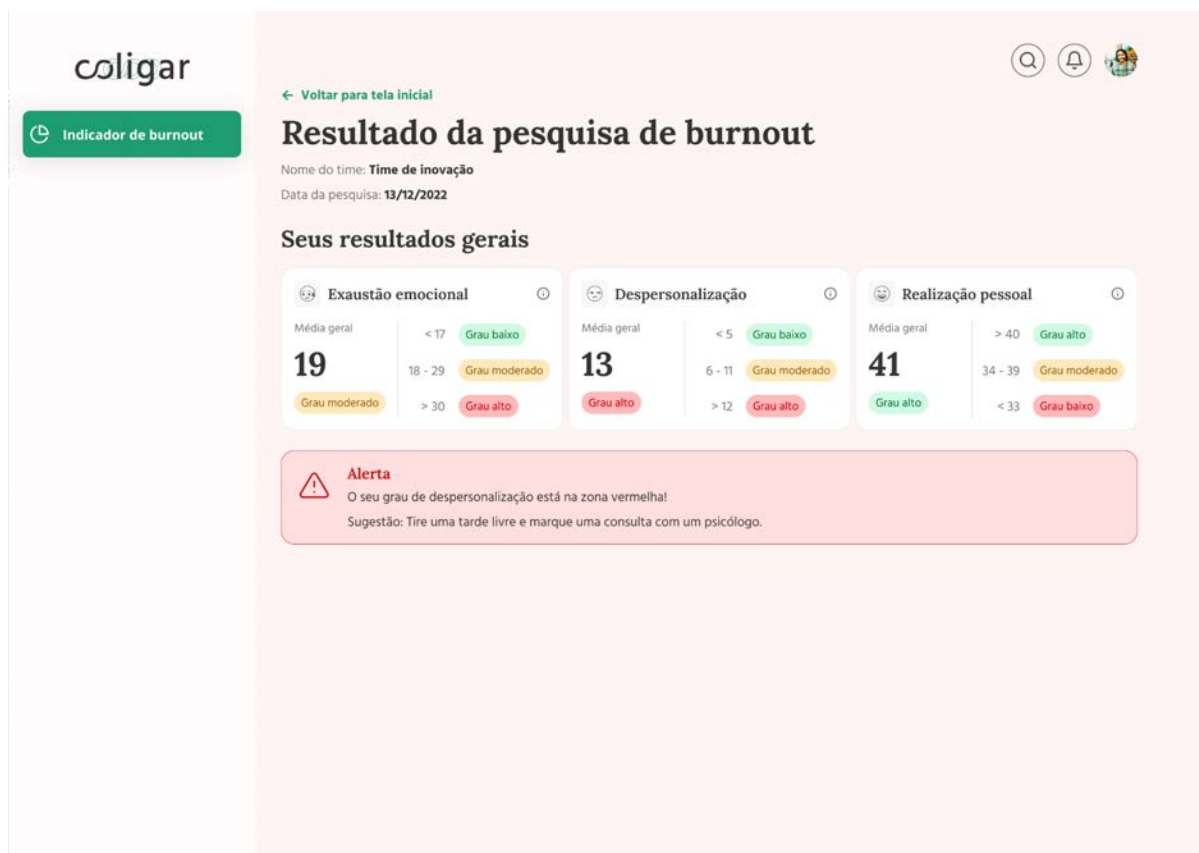 coligar
Indicador de burnout
← Voltar para tela inicial
Resultado da pesquisa de burnout
Nome do time: Time de inovação
Data da pesquisa: 13/12/2022
Seus resultados gerais
Exaustão emocional
Média geral
19
Grau moderado
< 17 Grau baixo
18 - 29 Grau moderado
> 30 Grau alto
Despersonalização
Média geral
13
Grau alto
< 5 Grau baixo
6 - 11 Grau moderado
> 12 Grau alto
Realização pessoal
Média geral
41
Grau alto
> 40 Grau alto
34 - 39 Grau moderado
< 33 Grau baixo
Alerta
O seu grau de despersonalização está na zona vermelha!
Sugestão: Tire uma tarde livre e marque uma consulta com um psicólogo.